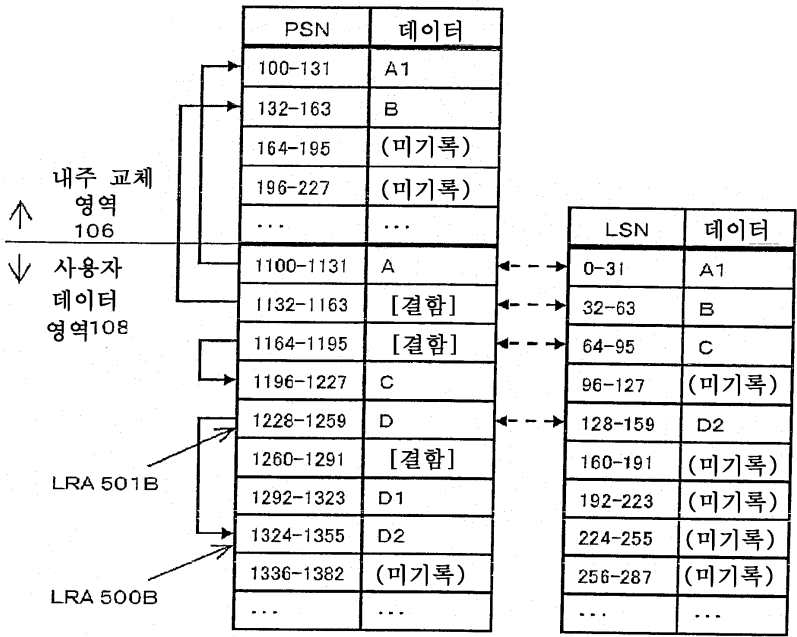 PSN 데이터
100-131 A1
132-163 B
164-195 (미기록)
196-227 (미기록)
... ...
1100-1131 A
1132-1163 [결함]
1164-1195 [결함]
1196-1227 C
1228-1259 D
1260-1291 [결함]
1292-1323 D1
1324-1355 D2
1336-1382 (미기록)
... ...
내주 교체
영역
106
사용자
데이터
영역108
LRA 501B
LRA 500B
LSN 데이터
0-31 A1
32-63 B
64-95 C
96-127 (미기록)
128-159 D2
160-191 (미기록)
192-223 (미기록)
224-255 (미기록)
256-287 (미기록)
... ...